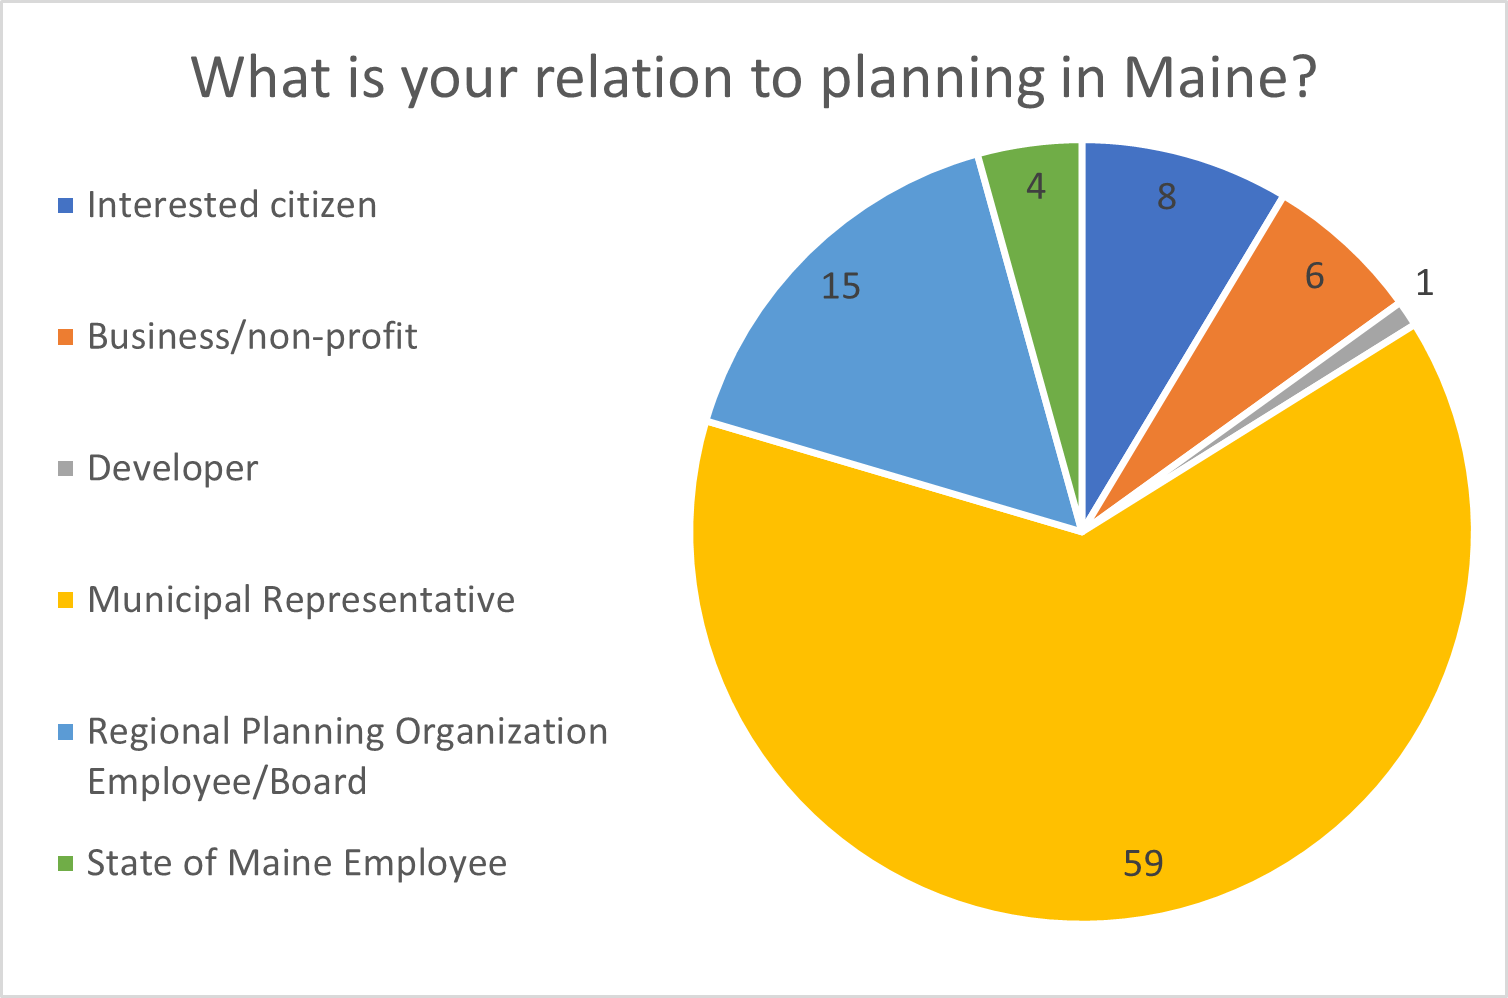 What is your relation to planning in Maine?
Interested citizen
Business/non-profit
Developer
Municipal Representative
Regional Planning Organization
Employee/Board
State of Maine Employee
4
8
6
1
15
59